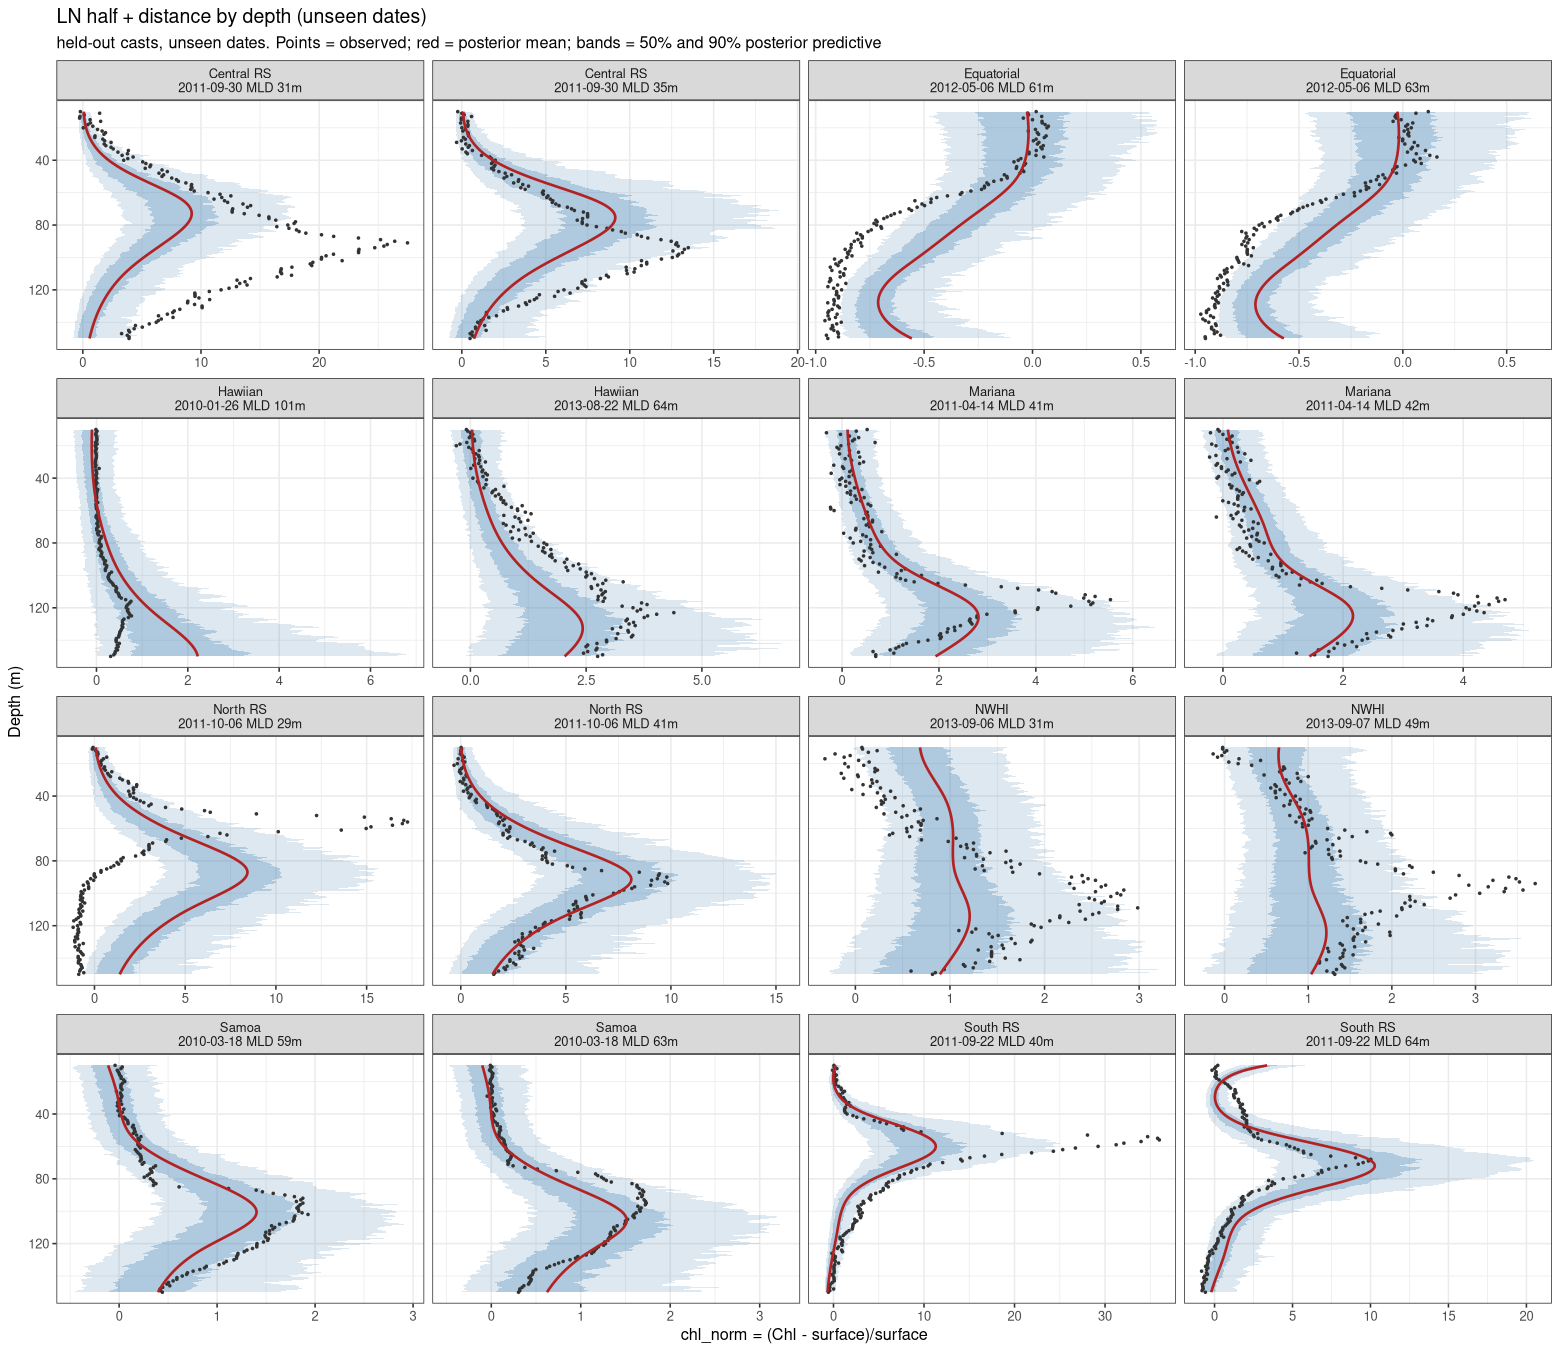 LN half + distance by depth (unseen dates)
held-out casts, unseen dates. Points = observed; red = posterior mean; bands = 50% and 90% posterior predictive
Central RS
2011-09-30 MLD 31m
Central RS
2011-09-30 MLD 35m
Equatorial
2012-05-06 MLD 61m
Equatorial
2012-05-06 MLD 63m
40
80
120
0 10 20
0 5 10 15 20
-1.0 -0.5 0.0 0.5
-1.0 -0.5 0.0 0.5
Hawiian
2010-01-26 MLD 101m
Hawiian
2013-08-22 MLD 64m
Mariana
2011-04-14 MLD 41m
Mariana
2011-04-14 MLD 42m
40
80
120
0 2 4 6
0.0 2.5 5.0
0 2 4 6
0 2 4
Depth (m)
North RS
2011-10-06 MLD 29m
North RS
2011-10-06 MLD 41m
NWHI
2013-09-06 MLD 31m
NWHI
2013-09-07 MLD 49m
40
80
120
0 5 10 15
0 5 10 15
0 1 2 3
0 1 2 3
Samoa
2010-03-18 MLD 59m
Samoa
2010-03-18 MLD 63m
South RS
2011-09-22 MLD 40m
South RS
2011-09-22 MLD 64m
40
80
120
0 1 2 3
0 1 2 3
0 10 20 30
0 5 10 15 20
chl_norm = (Chl - surface)/surface